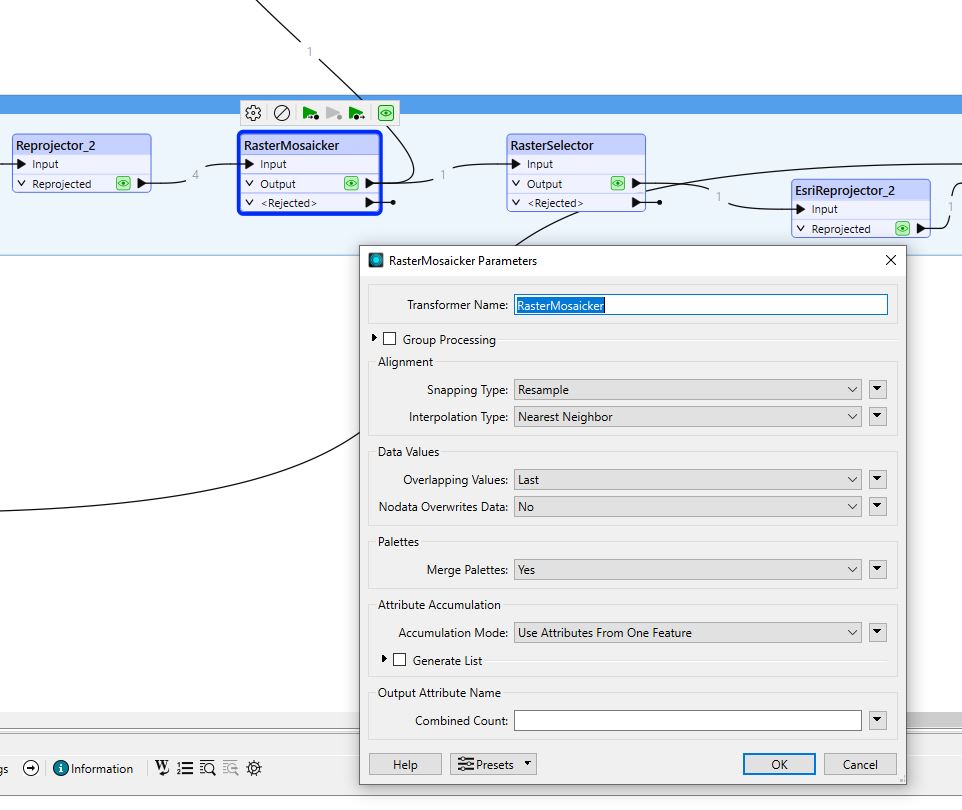 1
Reprojector_2
Input
Reprojected
4
RasterMosaicker
Input
Output
<Rejected>
1
RasterSelector
Input
Output
<Rejected>
1
EsriReprojector_2
Input
Reprojected
1
RasterMosaicker Parameters
Transformer Name: RasterMosaicker
Group Processing
Alignment
Snapping Type: Resample
Interpolation Type: Nearest Neighbor
Data Values
Overlapping Values: Last
Nodata Overwrites Data: No
Palettes
Merge Palettes: Yes
Attribute Accumulation
Accumulation Mode: Use Attributes From One Feature
Generate List
Output Attribute Name
Combined Count:
Help Presets OK Cancel
gs Information